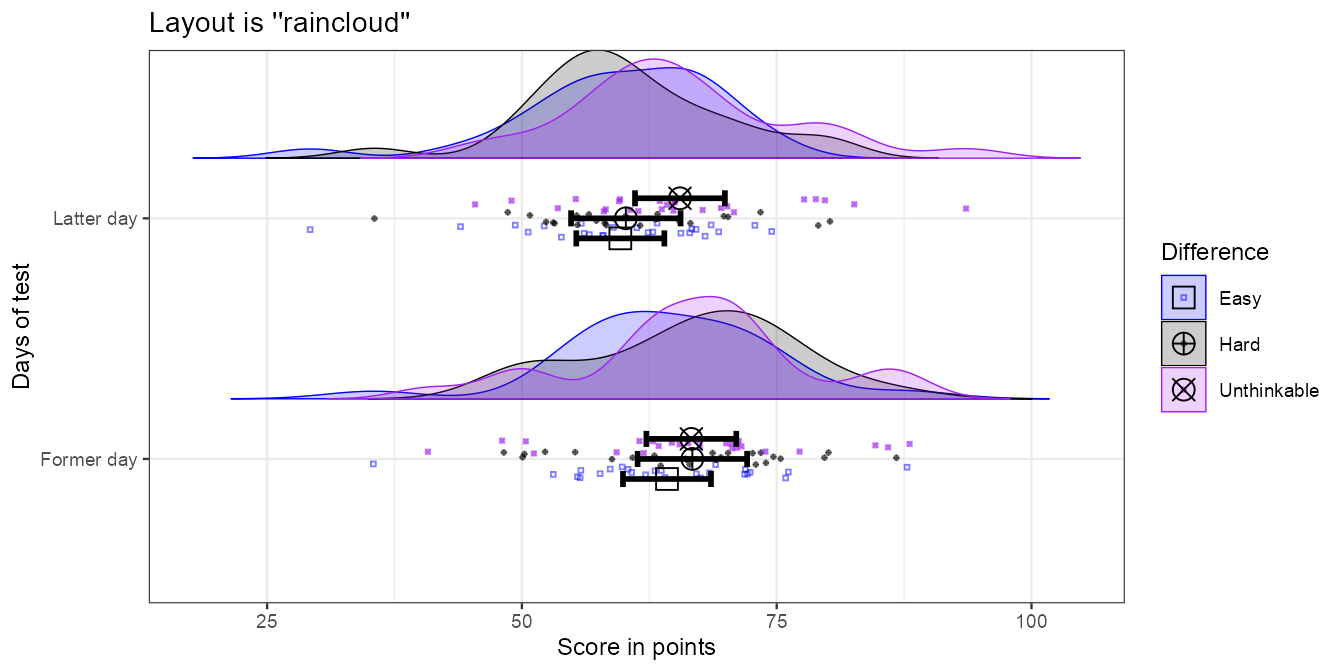 Layout is ''raincloud''
Days of test
Latter day
Former day
25 50 75 100
Score in points
Difference
Easy
Hard
Unthinkable